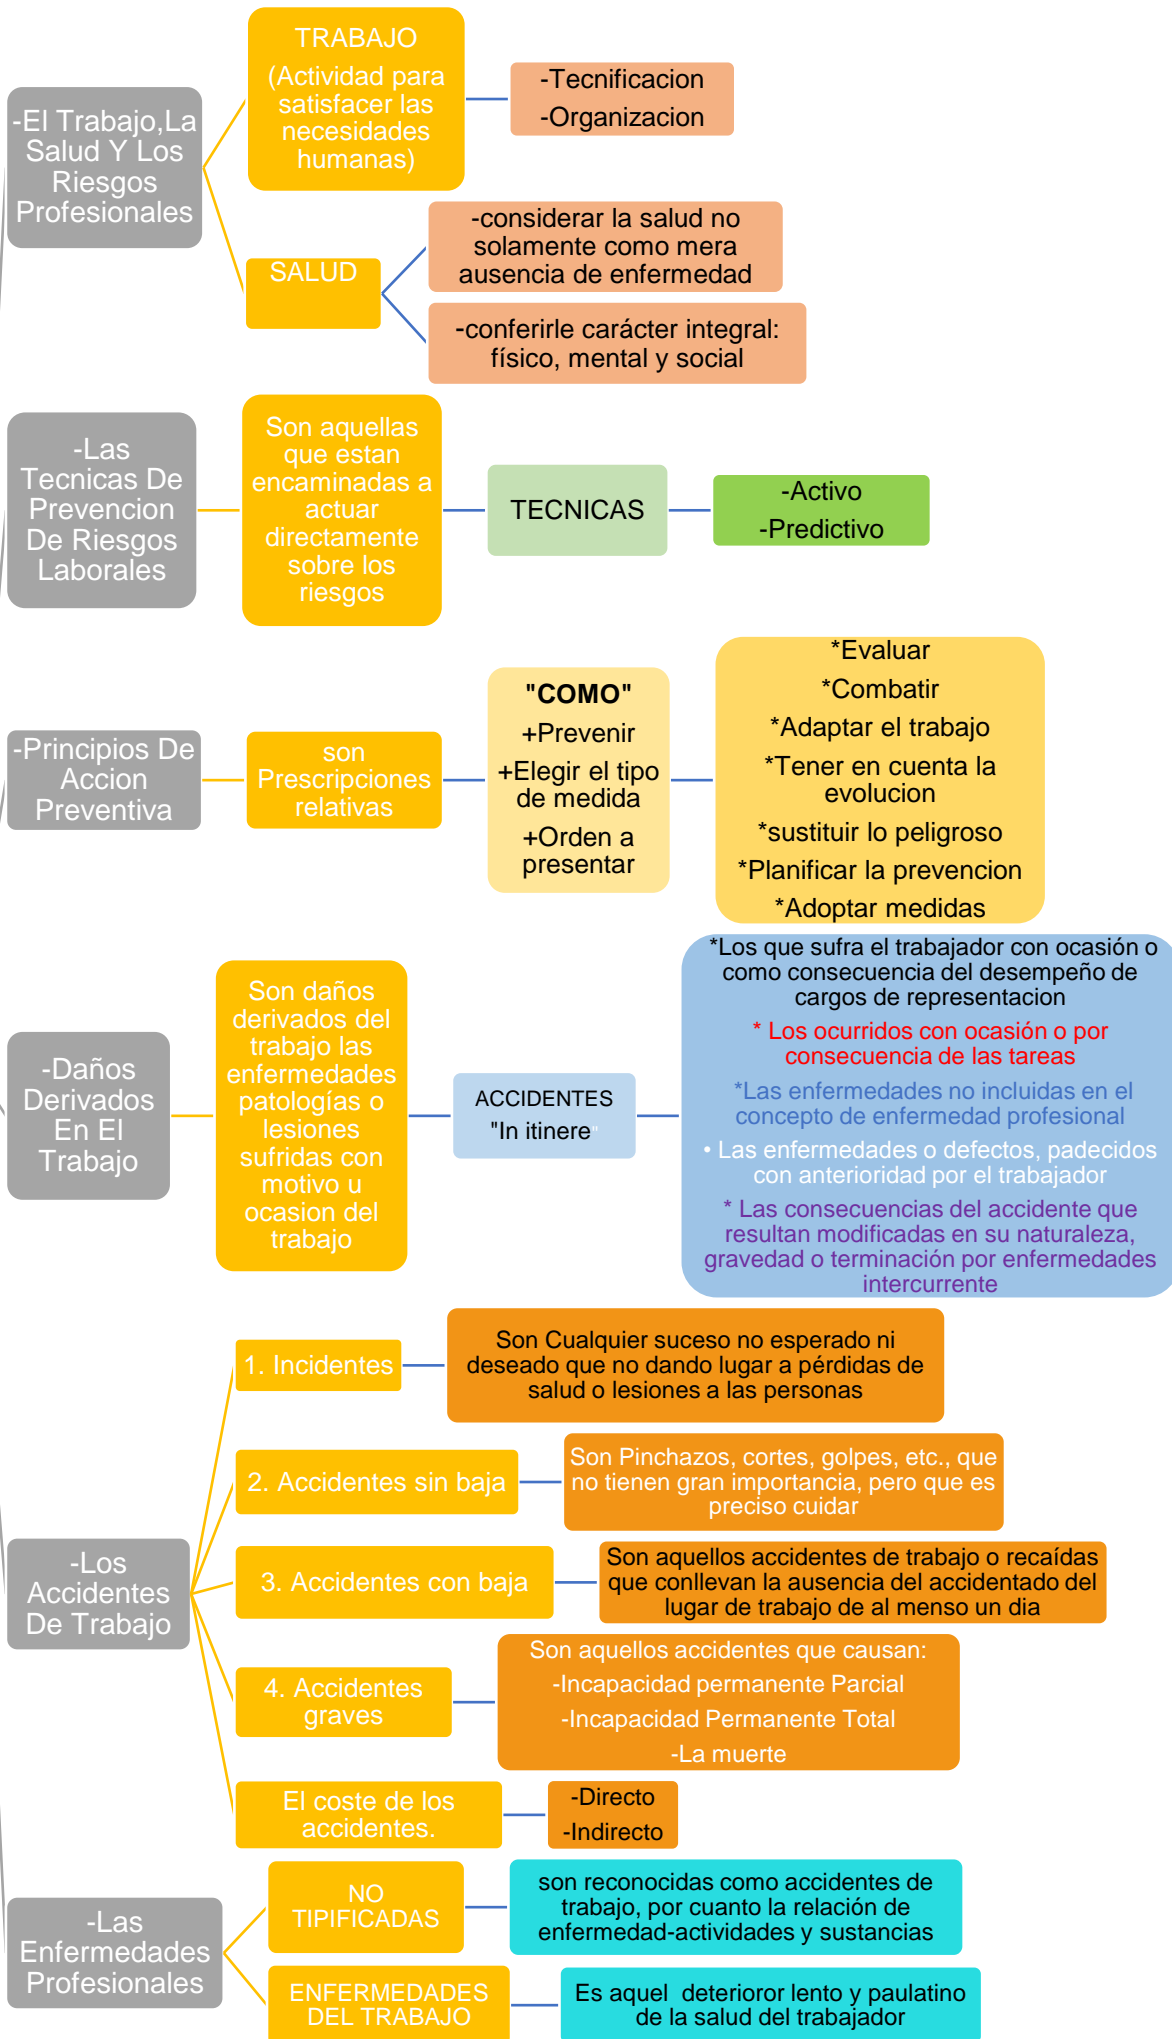 -El Trabajo,La
Salud Y Los
Riesgos
Profesionales
TRABAJO
(Actividad para
satisfacer las
necesidades
humanas)
-Tecnificacion
-Organizacion
SALUD
-considerar la salud no
solamente como mera
ausencia de enfermedad
-conferirle carácter integral:
físico, mental y social
-Las
Tecnicas De
Prevencion
De Riesgos
Laborales
Son aquellas
que estan
encaminadas a
actuar
directamente
sobre los
riesgos
TECNICAS
-Activo
-Predictivo
-Principios De
Accion
Preventiva
son
Prescripciones
relativas
"COMO"
+Prevenir
+Elegir el tipo
de medida
+Orden a
presentar
*Evaluar
*Combatir
*Adaptar el trabajo
*Tener en cuenta la
evolucion
*sustituir lo peligroso
*Planificar la prevencion
*Adoptar medidas
-Daños
Derivados
En El
Trabajo
Son daños
derivados del
trabajo las
enfermedades
patologías o
lesiones
sufridas con
motivo u
ocasion del
trabajo
ACCIDENTES
"In itinere"
*Los que sufra el trabajador con ocasión o
como consecuencia del desempeño de
cargos de representacion
* Los ocurridos con ocasión o por
consecuencia de las tareas
*Las enfermedades no incluidas en el
concepto de enfermedad profesional
• Las enfermedades o defectos, padecidos
con anterioridad por el trabajador
* Las consecuencias del accidente que
resultan modificadas en su naturaleza,
gravedad o terminación por enfermedades
intercurrente
-Los
Accidentes
De Trabajo
1. Incidentes
Son Cualquier suceso no esperado ni
deseado que no dando lugar a pérdidas de
salud o lesiones a las personas
2. Accidentes sin baja
Son Pinchazos, cortes, golpes, etc., que
no tienen gran importancia, pero que es
preciso cuidar
3. Accidentes con baja
Son aquellos accidentes de trabajo o recaídas
que conllevan la ausencia del accidentado del
lugar de trabajo de al menso un dia
4. Accidentes
graves
Son aquellos accidentes que causan:
-Incapacidad permanente Parcial
-Incapacidad Permanente Total
-La muerte
El coste de los
accidentes.
-Directo
-Indirecto
-Las
Enfermedades
Profesionales
NO
TIPIFICADAS
son reconocidas como accidentes de
trabajo, por cuanto la relación de
enfermedad-actividades y sustancias
ENFERMEDADES
DEL TRABAJO
Es aquel  deterioror lento y paulatino
de la salud del trabajador